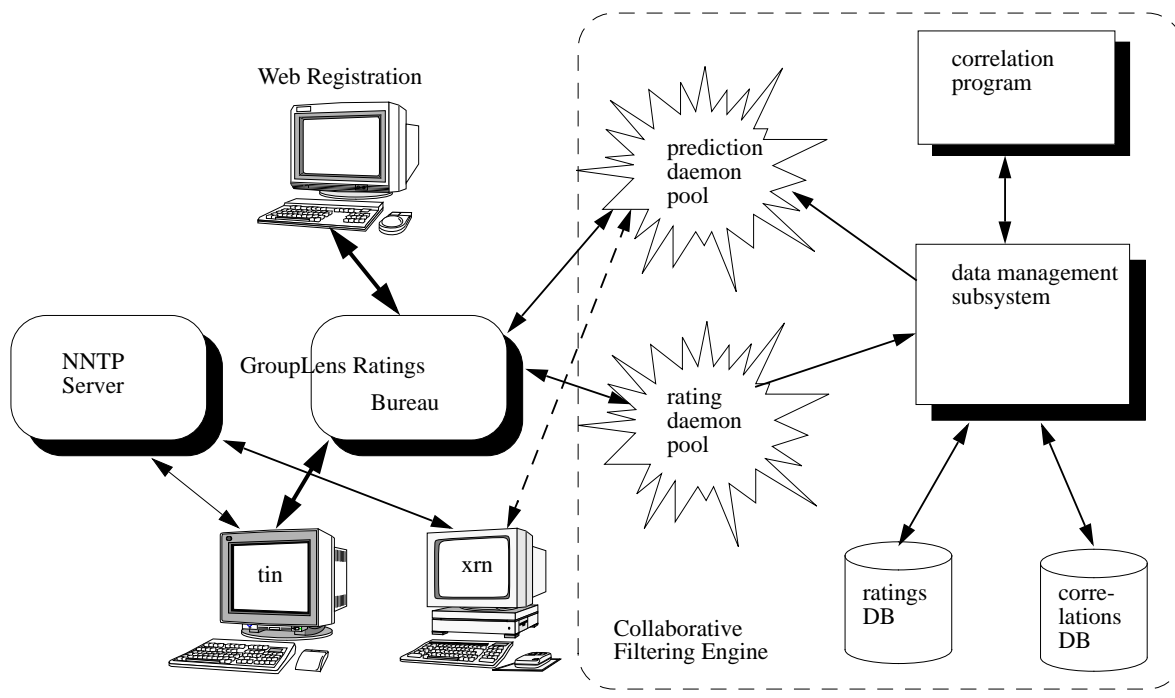 Web Registration
correlation
program
prediction
daemon
pool
data management
subsystem
NNTP
Server
GroupLens Ratings
Bureau
rating
daemon
pool
tin
xrn
ratings
DB
corre-
lations
DB
Collaborative
Filtering Engine